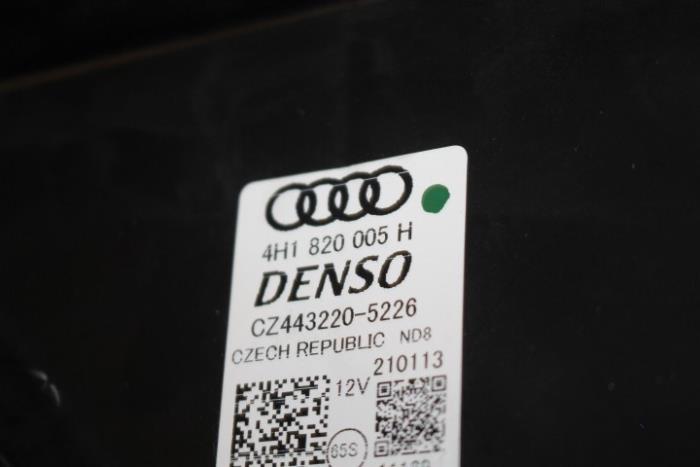 4H1 820 005 H
DENSO
CZ443220-5226
CZECH REPUBLIC ND8
210113
12V
65S